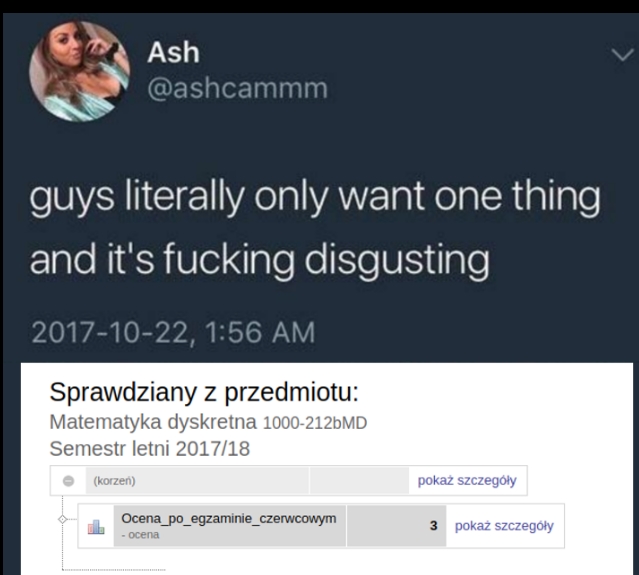 Ash
@ashcammm
guys literally only want one thing
and it's fucking disgusting
2017-10-22, 1:56 AM
Sprawdziany z przedmiotu:
Matematyka dyskretna 1000-212bMD
Semestr letni 2017/18
(korzeń) pokaż szczegóły
Ocena_po_egzaminie_czerwcowym 3 pokaż szczegóły
- ocena